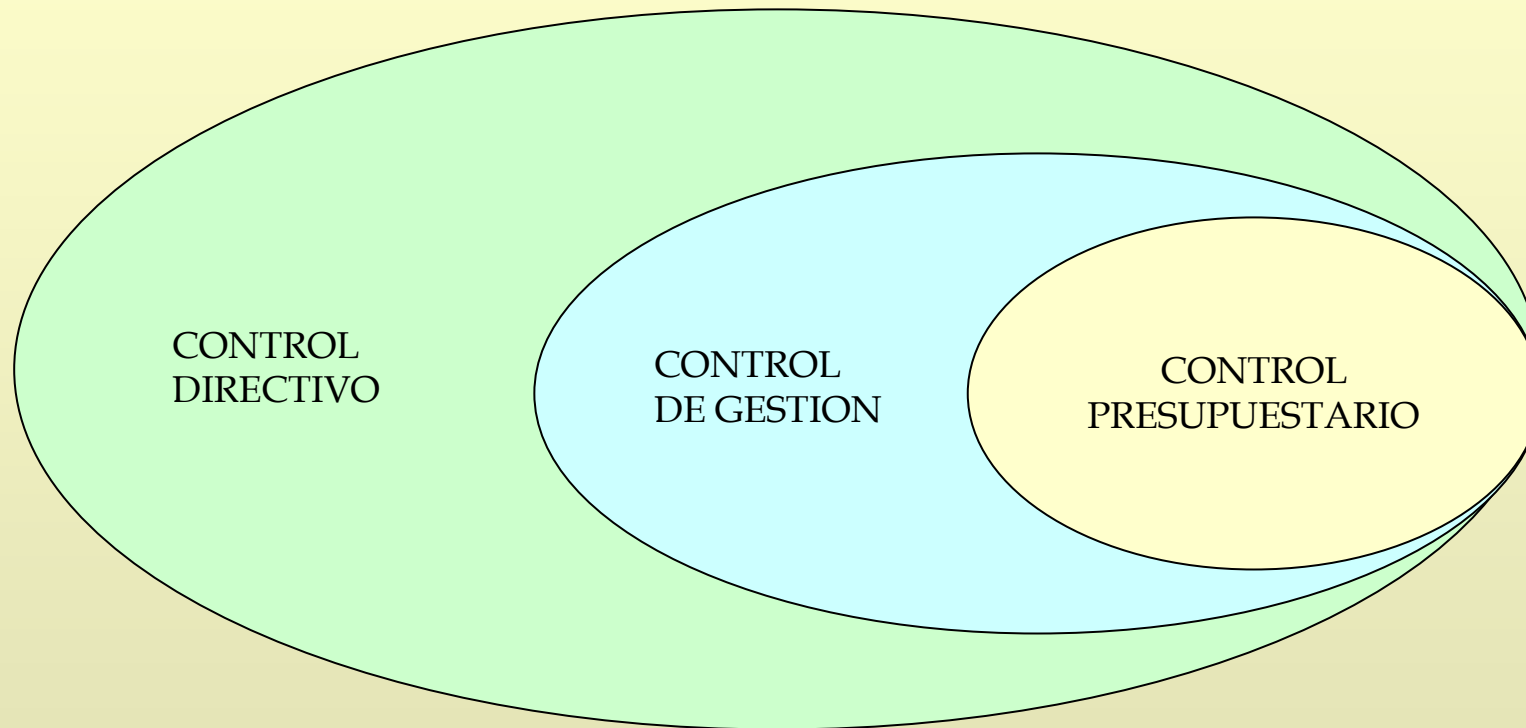 CONTROL
DIRECTIVO
CONTROL
DE GESTION
CONTROL
PRESUPUESTARIO